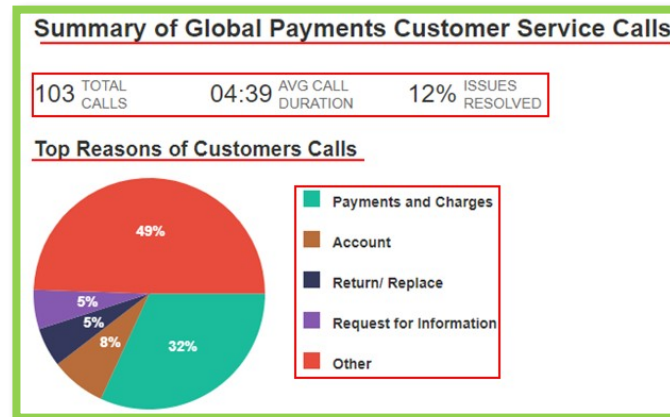 Summary of Global Payments Customer Service Calls
103 TOTAL CALLS
04:39 AVG CALL DURATION
12% ISSUES RESOLVED
Top Reasons of Customers Calls
49%
5%
5%
8%
32%
Payments and Charges
Account
Return/ Replace
Request for Information
Other